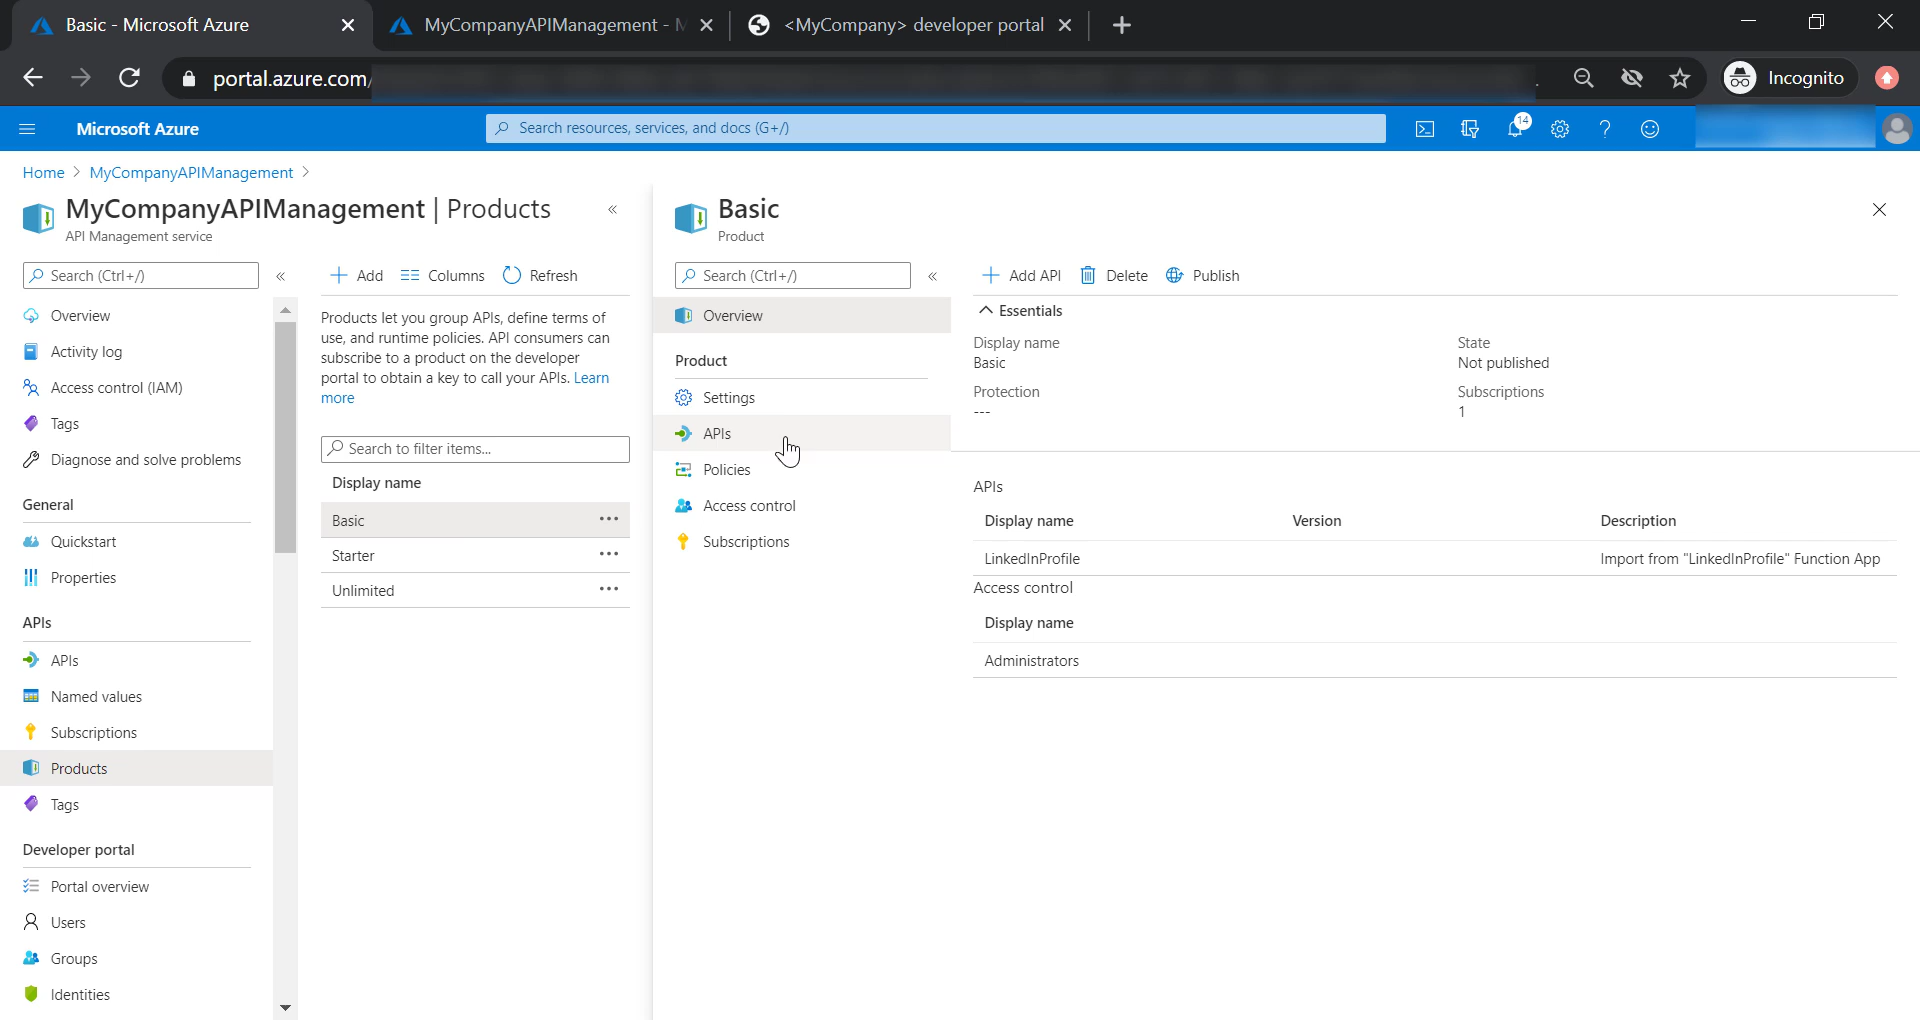 Basic - Microsoft Azure
MyCompanyAPIManagement - M
<MyCompany> developer portal
portal.azure.com/
Incognito
Microsoft Azure
Search resources, services, and docs (G+/)
14
Home > MyCompanyAPIManagement >
MyCompanyAPIManagement | Products
API Management service
Search (Ctrl+/)
Overview
Activity log
Access control (IAM)
Tags
Diagnose and solve problems
General
Quickstart
Properties
APIs
APIs
Named values
Subscriptions
Products
Tags
Developer portal
Portal overview
Users
Groups
Identities
Add
Columns
Refresh
Products let you group APIs, define terms of
use, and runtime policies. API consumers can
subscribe to a product on the developer
portal to obtain a key to call your APIs. Learn
more
Search to filter items...
Display name
Basic
Starter
Unlimited
Basic
Product
Search (Ctrl+/)
Overview
Product
Settings
APIs
Policies
Access control
Subscriptions
Add API
Delete
Publish
Essentials
Display name
Basic
State
Not published
Protection
---
Subscriptions
1
APIs
Display name Version Description
LinkedInProfile Import from "LinkedInProfile" Function App
Access control
Display name
Administrators